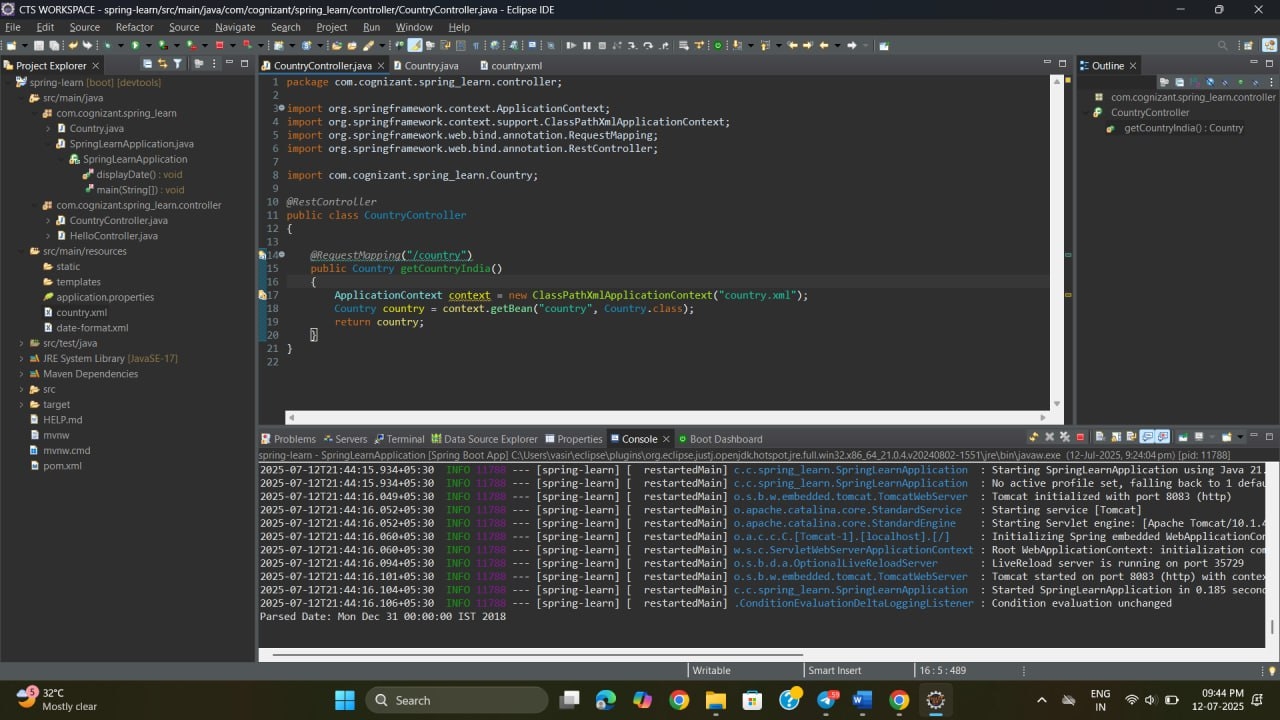 CTS WORKSPACE - spring-learn/src/main/java/com/cognizant/spring_learn/controller/CountryController.java - Eclipse IDE
File Edit Source Refactor Source Navigate Search Project Run Window Help
Project Explorer
spring-learn [boot] [devtools]
src/main/java
com.cognizant.spring_learn
Country.java
SpringLearnApplication.java
SpringLearnApplication
displayDate() : void
main(String[]) : void
com.cognizant.spring_learn.controller
CountryController.java
HelloController.java
src/main/resources
static
templates
application.properties
country.xml
date-format.xml
src/test/java
JRE System Library [JavaSE-17]
Maven Dependencies
src
target
HELP.md
mvnw
mvnw.cmd
pom.xml
CountryController.java Country.java country.xml
1 package com.cognizant.spring_learn.controller;
2
3 import org.springframework.context.ApplicationContext;
4 import org.springframework.context.support.ClassPathXmlApplicationContext;
5 import org.springframework.web.bind.annotation.RequestMapping;
6 import org.springframework.web.bind.annotation.RestController;
7
8 import com.cognizant.spring_learn.Country;
9
10 @RestController
11 public class CountryController
12 {
13
14 @RequestMapping("/country")
15 public Country getCountryIndia()
16 {
17 ApplicationContext context = new ClassPathXmlApplicationContext("country.xml");
18 Country country = context.getBean("country", Country.class);
19 return country;
20 }
21 }
22
Outline
com.cognizant.spring_learn.controller
CountryController
getCountryIndia() : Country
Problems Servers Terminal Data Source Explorer Properties Console Boot Dashboard
spring-learn - SpringLearnApplication [Spring Boot App] C:\Users\vasir\eclipse\plugins\org.eclipse.justj.openjdk.hotspot.jre.full.win32.x86_64_21.0.4.v20240802-1551\jre\bin\javaw.exe (12-Jul-2025, 9:24:04 pm) [pid: 11788]
2025-07-12T21:44:15.934+05:30 INFO 11788 --- [spring-learn] [ restartedMain] c.c.spring_learn.SpringLearnApplication : Starting SpringLearnApplication using Java 21.
2025-07-12T21:44:15.934+05:30 INFO 11788 --- [spring-learn] [ restartedMain] c.c.spring_learn.SpringLearnApplication : No active profile set, falling back to 1 defau
2025-07-12T21:44:16.049+05:30 INFO 11788 --- [spring-learn] [ restartedMain] o.s.b.w.embedded.tomcat.TomcatWebServer : Tomcat initialized with port 8083 (http)
2025-07-12T21:44:16.052+05:30 INFO 11788 --- [spring-learn] [ restartedMain] o.apache.catalina.core.StandardService : Starting service [Tomcat]
2025-07-12T21:44:16.052+05:30 INFO 11788 --- [spring-learn] [ restartedMain] o.apache.catalina.core.StandardEngine : Starting Servlet engine: [Apache Tomcat/10.1.4
2025-07-12T21:44:16.060+05:30 INFO 11788 --- [spring-learn] [ restartedMain] o.a.c.c.C.[Tomcat-1].[localhost].[/] : Initializing Spring embedded WebApplicationCon
2025-07-12T21:44:16.060+05:30 INFO 11788 --- [spring-learn] [ restartedMain] w.s.c.ServletWebServerApplicationContext : Root WebApplicationContext: initialization com
2025-07-12T21:44:16.094+05:30 INFO 11788 --- [spring-learn] [ restartedMain] o.s.b.d.a.OptionalLiveReloadServer : LiveReload server is running on port 35729
2025-07-12T21:44:16.101+05:30 INFO 11788 --- [spring-learn] [ restartedMain] o.s.b.w.embedded.tomcat.TomcatWebServer : Tomcat started on port 8083 (http) with contex
2025-07-12T21:44:16.104+05:30 INFO 11788 --- [spring-learn] [ restartedMain] c.c.spring_learn.SpringLearnApplication : Started SpringLearnApplication in 0.185 second
2025-07-12T21:44:16.106+05:30 INFO 11788 --- [spring-learn] [ restartedMain] .ConditionEvaluationDeltaLoggingListener : Condition evaluation unchanged
Parsed Date: Mon Dec 31 00:00:00 IST 2018
Writable Smart Insert 16 : 5 : 489
5
32°C
Mostly clear
Search
59
ENG
IN
09:44 PM
12-07-2025